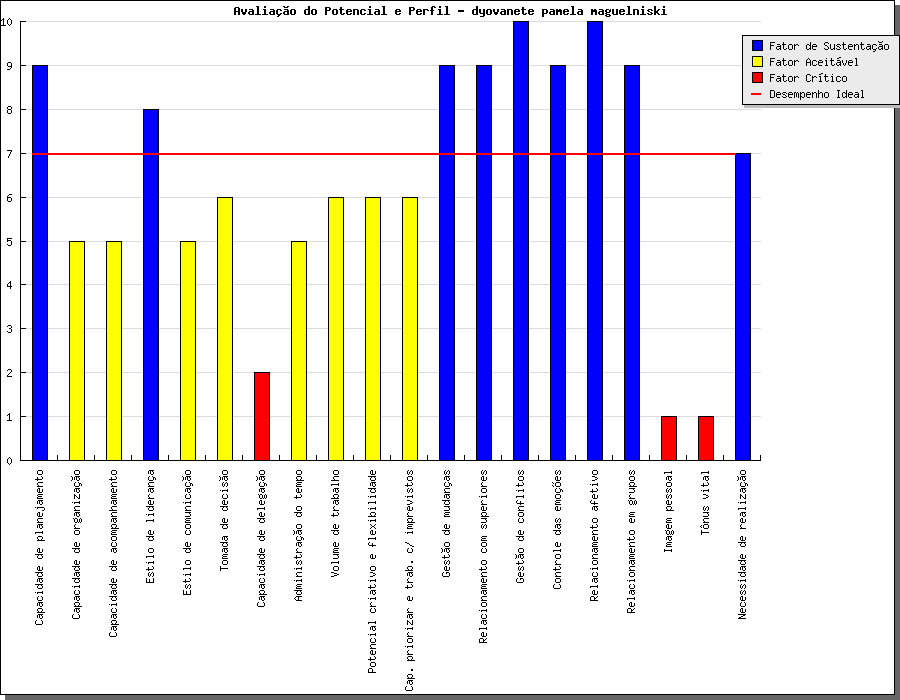 Avaliação do Potencial e Perfil - dyovanete pamela maguelniski
10
9
8
7
6
5
4
3
2
1
0
Fator de Sustentação
Fator Aceitável
Fator Crítico
Desempenho Ideal
Capacidade de planejamento
Capacidade de organização
Capacidade de acompanhamento
Estilo de liderança
Estilo de comunicação
Tomada de decisão
Capacidade de delegação
Administração do tempo
Volume de trabalho
Potencial criativo e flexibilidade
Cap. priorizar e trab. c/ imprevistos
Gestão de mudanças
Relacionamento com superiores
Gestão de conflitos
Controle das emoções
Relacionamento afetivo
Relacionamento em grupos
Imagem pessoal
Tônus vital
Necessidade de realização